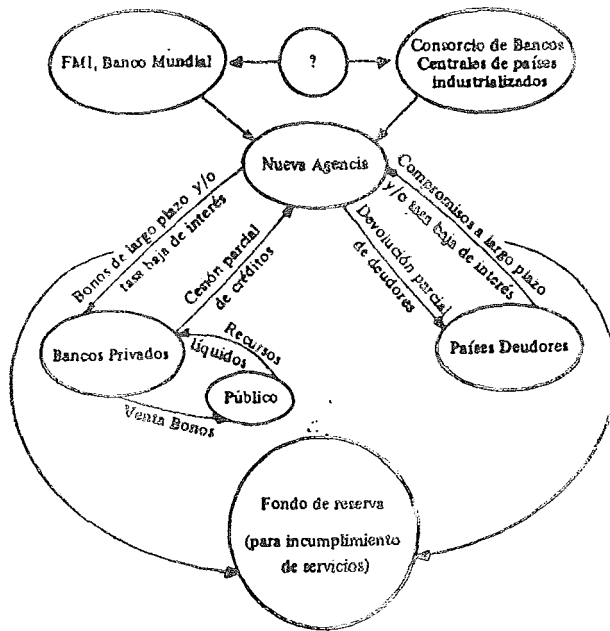 FMI, Banco Mundial
?
Consorcio de Bancos
Centrales de países
industrializados
Nueva Agencia
Bonos de largo plazo y/o
tasa baja de interés
Cesión parcial
de créditos
Devolución parcial
de deudores
Compromisos a largo plazo
y/o tasa baja de interés
Bancos Privados
Recursos
líquidos
Público
Venta Bonos
Países Deudores
Fondo de reserva
(para incumplimiento
de servicios)